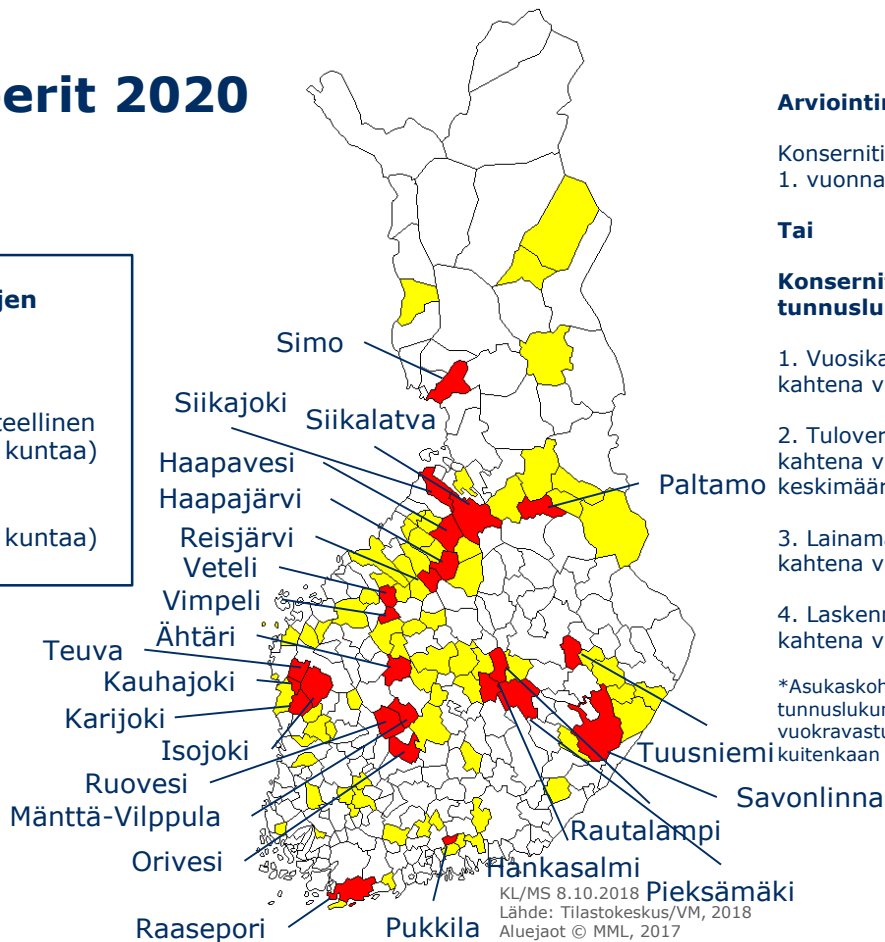 erit 2020
jen
teellinen
kuntaa)
kuntaa)
Simo
Siikajoki
Siikalatva
Haapavesi
Haapajärvi
Paltamo
Reisjärvi
Veteli
Vimpeli
Ähtäri
Teuva
Kauhajoki
Karijoki
Isojoki
Ruovesi
Mänttä-Vilppula
Orivesi
Raasepori
Pukkila
Hankasalmi
Rautalampi
Pieksämäki
Savonlinna
Tuusniemi
KL/MS 8.10.2018
Lähde: Tilastokeskus/VM, 2018
Aluejaot © MML, 2017
Arviointir
Konserniti
1. vuonna
Tai
Konsernit
tunnuslu
1. Vuosika
kahtena v
2. Tulover
kahtena v
keskimäär
3. Lainama
kahtena v
4. Laskenn
kahtena v
*Asukaskoh
tunnuslukun
vuokravastu
kuitenkaan